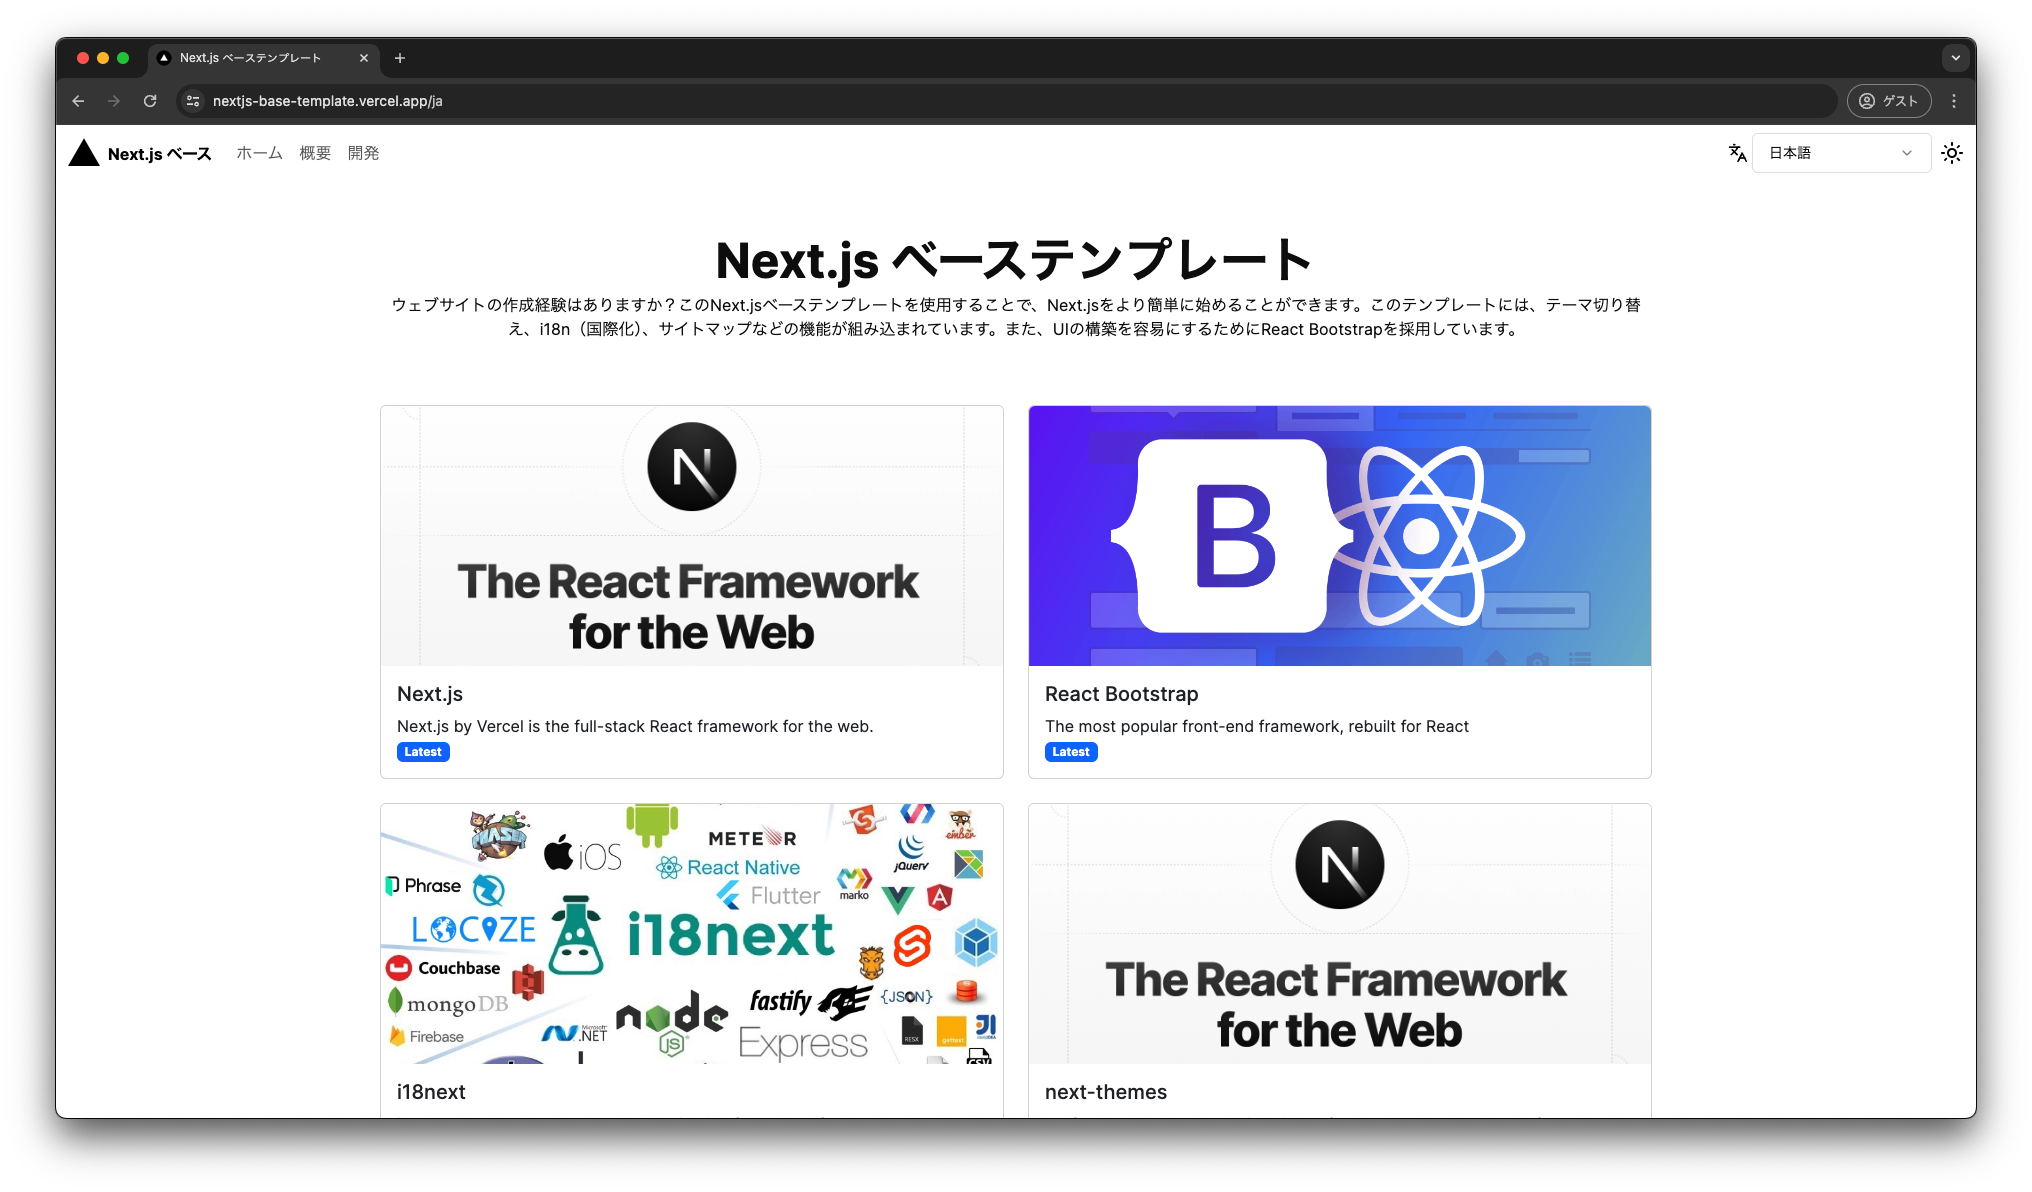 Next.js ベーステンプレート
nextjs-base-template.vercel.app/ja
ゲスト
Next.js ベース
ホーム
概要
開発
日本語
Next.js ベーステンプレート
ウェブサイトの作成経験はありますか？このNext.jsベーステンプレートを使用することで、Next.jsをより簡単に始めることができます。このテンプレートには、テーマ切り替
え、i18n（国際化）、サイトマップなどの機能が組み込まれています。また、UIの構築を容易にするためにReact Bootstrapを採用しています。
N
The React Framework
for the Web
Next.js
Next.js by Vercel is the full-stack React framework for the web.
Latest
B
React Bootstrap
The most popular front-end framework, rebuilt for React
Latest
iOS
METEOR
ember
React Native
jQuery
Phrase
Flutter
marko
LOCIZE
i18next
Couchbase
mongoDB
fastify
{JSON}
Firebase
Microsoft
.NET
node
JS
Express
RESX
gettext
CSV
i18next
N
The React Framework
for the Web
next-themes